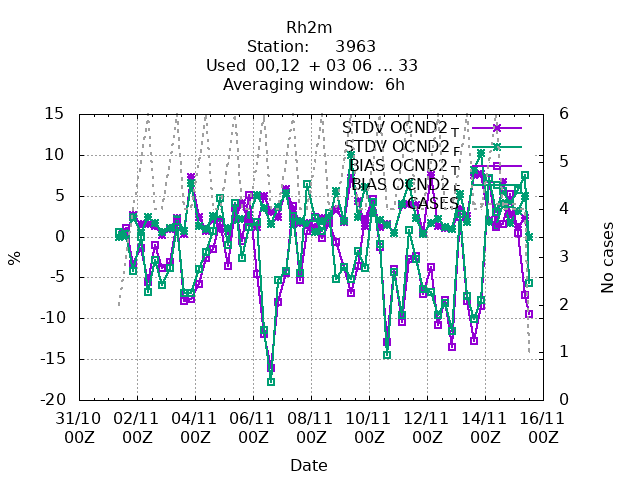 Rh2m
Station: 3963
Used 00,12 + 03 06 ... 33
Averaging window: 6h
15
10
5
0
-5
-10
-15
-20
%
6
5
4
3
2
1
0
No cases
STDV OCND2 T
STDV OCND2 F
BIAS OCND2 T
BIAS OCND2 F
CASES
31/10 02/11 04/11 06/11 08/11 10/11 12/11 14/11 16/11
00Z 00Z 00Z 00Z 00Z 00Z 00Z 00Z 00Z
Date